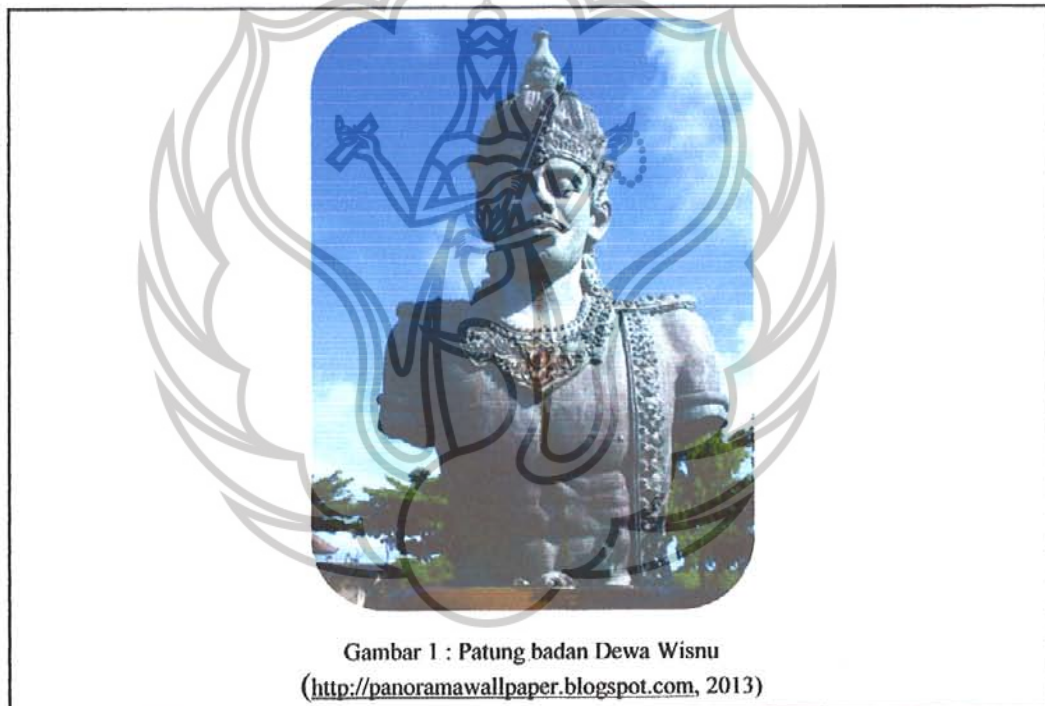 Gambar 1 : Patung badan Dewa Wisnu
(http://panoramawallpaper.blogspot.com, 2013)